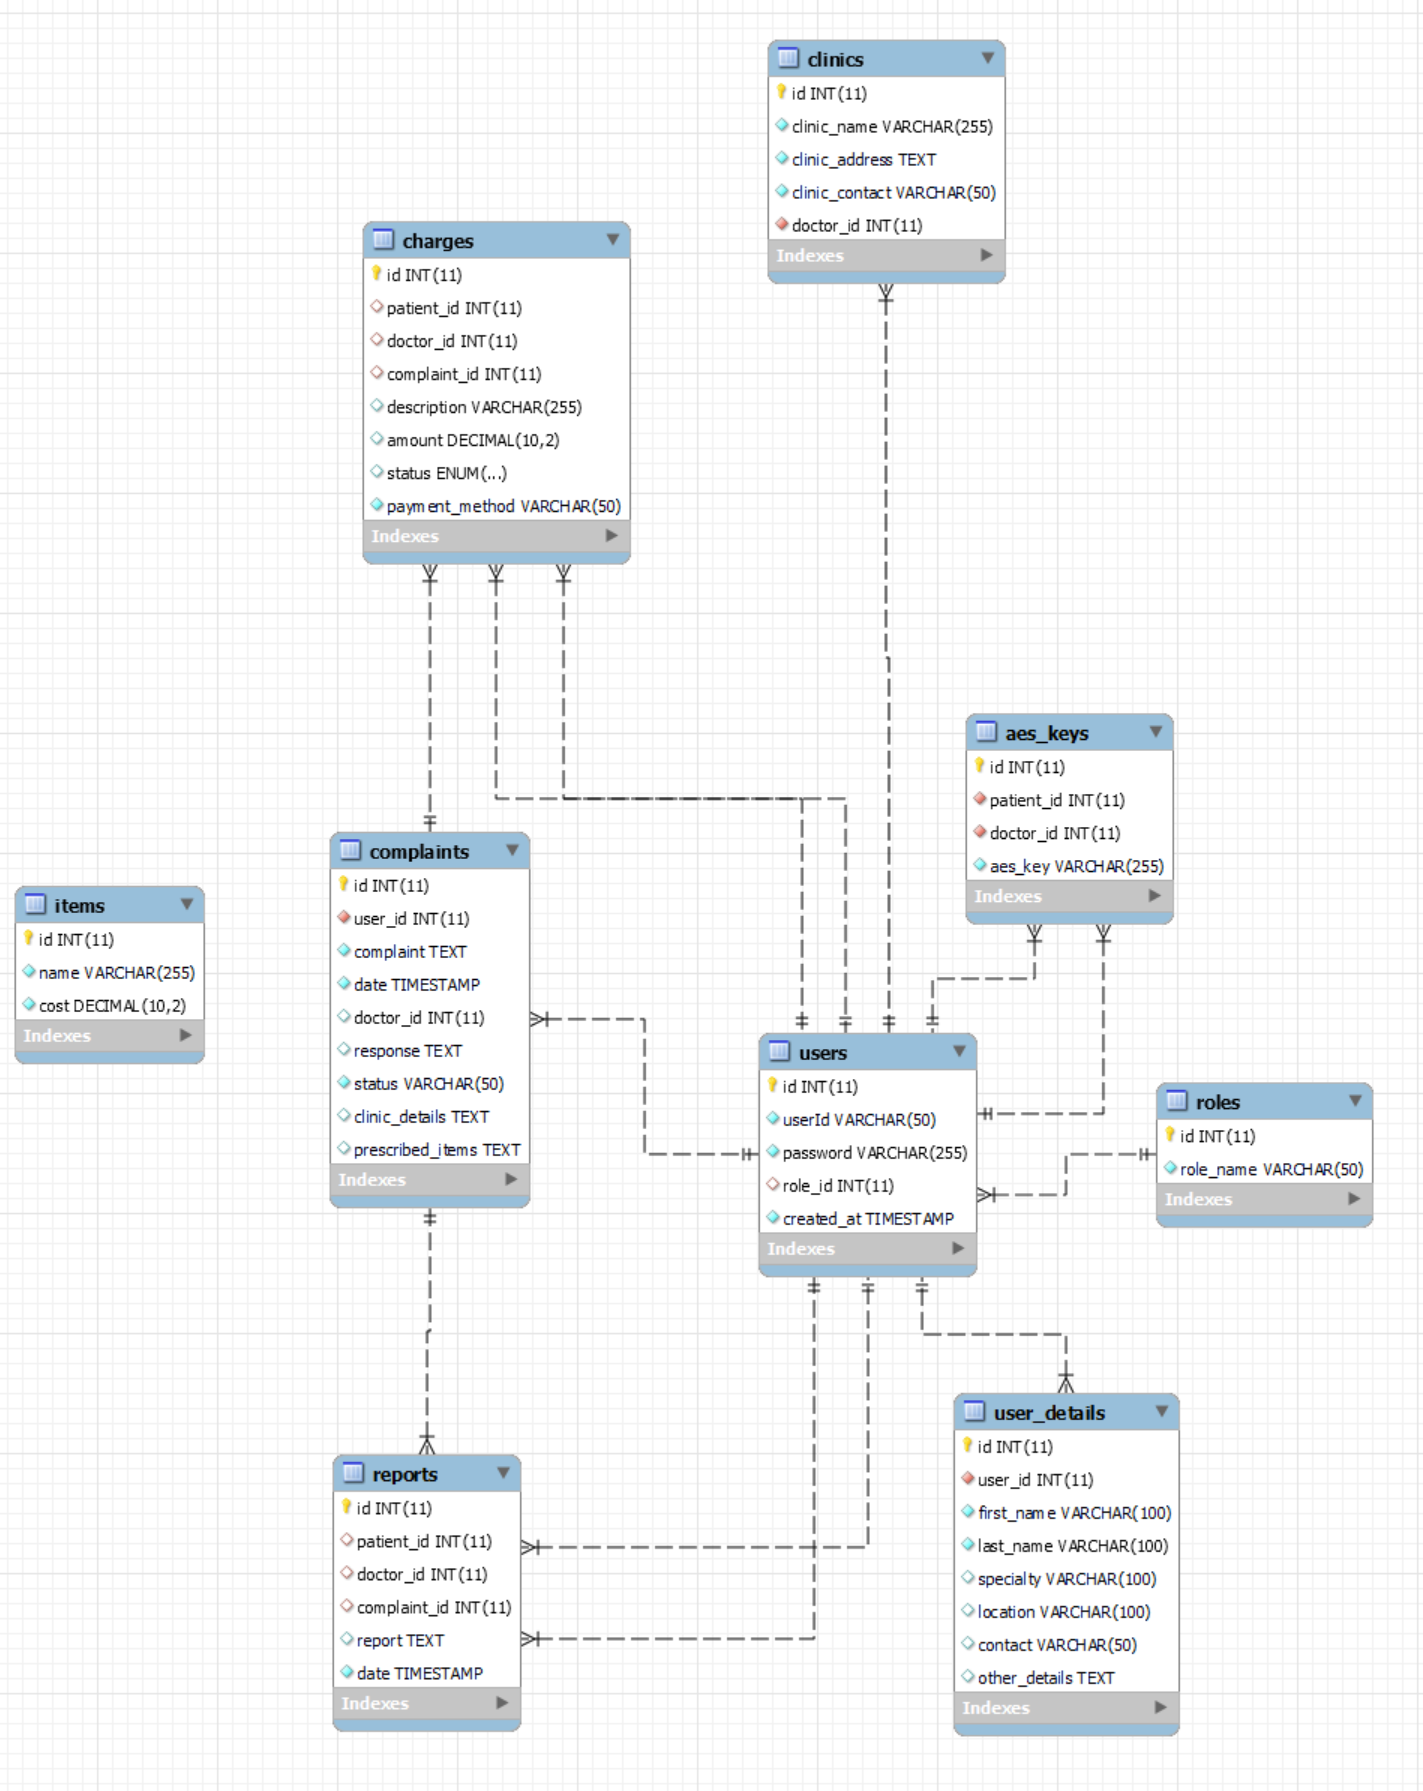 clinics
id INT(11)
clinic_name VARCHAR(255)
clinic_address TEXT
clinic_contact VARCHAR(50)
doctor_id INT(11)
Indexes
charges
id INT(11)
patient_id INT(11)
doctor_id INT(11)
complaint_id INT(11)
description VARCHAR(255)
amount DECIMAL(10,2)
status ENUM(...)
payment_method VARCHAR(50)
Indexes
aes_keys
id INT(11)
patient_id INT(11)
doctor_id INT(11)
aes_key VARCHAR(255)
Indexes
complaints
id INT(11)
user_id INT(11)
complaint TEXT
date TIMESTAMP
doctor_id INT(11)
response TEXT
status VARCHAR(50)
clinic_details TEXT
prescribed_items TEXT
Indexes
items
id INT(11)
name VARCHAR(255)
cost DECIMAL(10,2)
Indexes
users
id INT(11)
userId VARCHAR(50)
password VARCHAR(255)
role_id INT(11)
created_at TIMESTAMP
Indexes
roles
id INT(11)
role_name VARCHAR(50)
Indexes
user_details
id INT(11)
user_id INT(11)
first_name VARCHAR(100)
last_name VARCHAR(100)
specialty VARCHAR(100)
location VARCHAR(100)
contact VARCHAR(50)
other_details TEXT
Indexes
reports
id INT(11)
patient_id INT(11)
doctor_id INT(11)
complaint_id INT(11)
report TEXT
date TIMESTAMP
Indexes